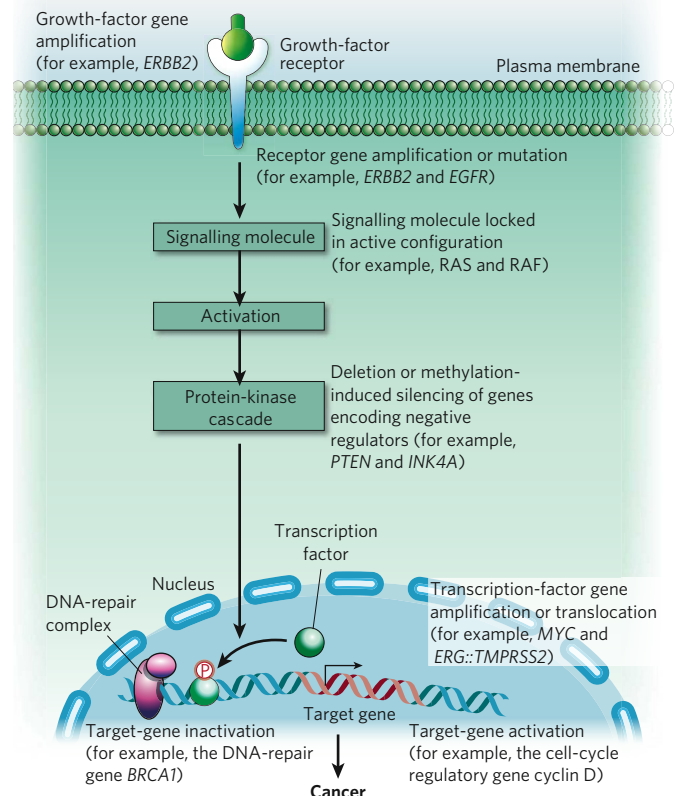 Growth-factor gene
amplification
(for example, ERBB2)
Growth-factor
receptor
Plasma membrane
Receptor gene amplification or mutation
(for example, ERBB2 and EGFR)
Signalling molecule
Signalling molecule locked
in active configuration
(for example, RAS and RAF)
Activation
Protein-kinase
cascade
Deletion or methylation-
induced silencing of genes
encoding negative
regulators (for example,
PTEN and INK4A)
Transcription
factor
Nucleus
DNA-repair
complex
Transcription-factor gene
amplification or translocation
(for example, MYC and
ERG::TMPRSS2)
P
Target gene
Target-gene inactivation
(for example, the DNA-repair
gene BRCA1)
Target-gene activation
(for example, the cell-cycle
regulatory gene cyclin D)
Cancer